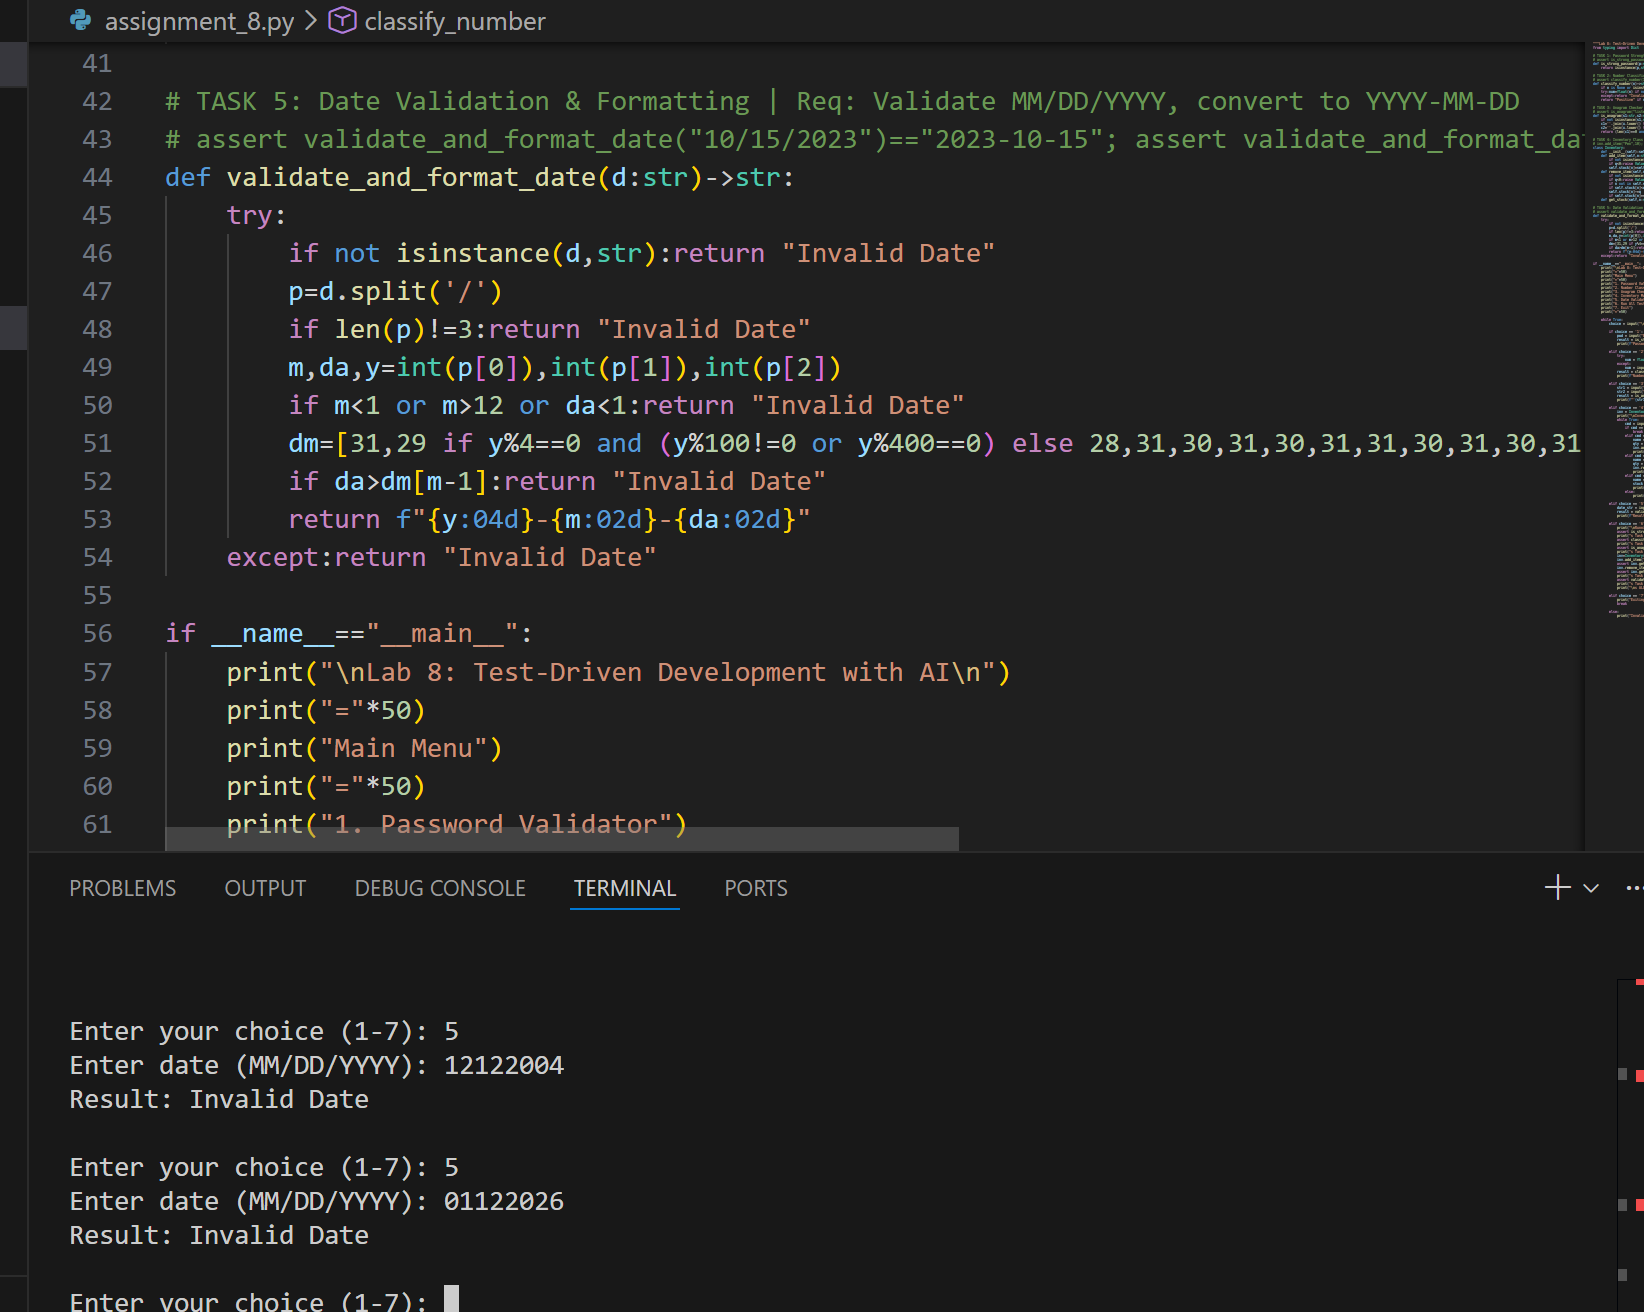 assignment_8.py > classify_number
41
42 # TASK 5: Date Validation & Formatting | Req: Validate MM/DD/YYYY, convert to YYYY-MM-DD
43 # assert validate_and_format_date("10/15/2023")=="2023-10-15"; assert validate_and_format_da
44 def validate_and_format_date(d:str)->str:
45     try:
46         if not isinstance(d,str):return "Invalid Date"
47         p=d.split('/')
48         if len(p)!=3:return "Invalid Date"
49         m,da,y=int(p[0]),int(p[1]),int(p[2])
50         if m<1 or m>12 or da<1:return "Invalid Date"
51         dm=[31,29 if y%4==0 and (y%100!=0 or y%400==0) else 28,31,30,31,30,31,31,30,31,30,31
52         if da>dm[m-1]:return "Invalid Date"
53         return f"{y:04d}-{m:02d}-{da:02d}"
54     except:return "Invalid Date"
55
56 if __name__=="__main__":
57     print("\nLab 8: Test-Driven Development with AI\n")
58     print("="*50)
59     print("Main Menu")
60     print("="*50)
61     print("1. Password Validator")
PROBLEMS OUTPUT DEBUG CONSOLE TERMINAL PORTS
Enter your choice (1-7): 5
Enter date (MM/DD/YYYY): 12122004
Result: Invalid Date
Enter your choice (1-7): 5
Enter date (MM/DD/YYYY): 01122026
Result: Invalid Date
Enter your choice (1-7):